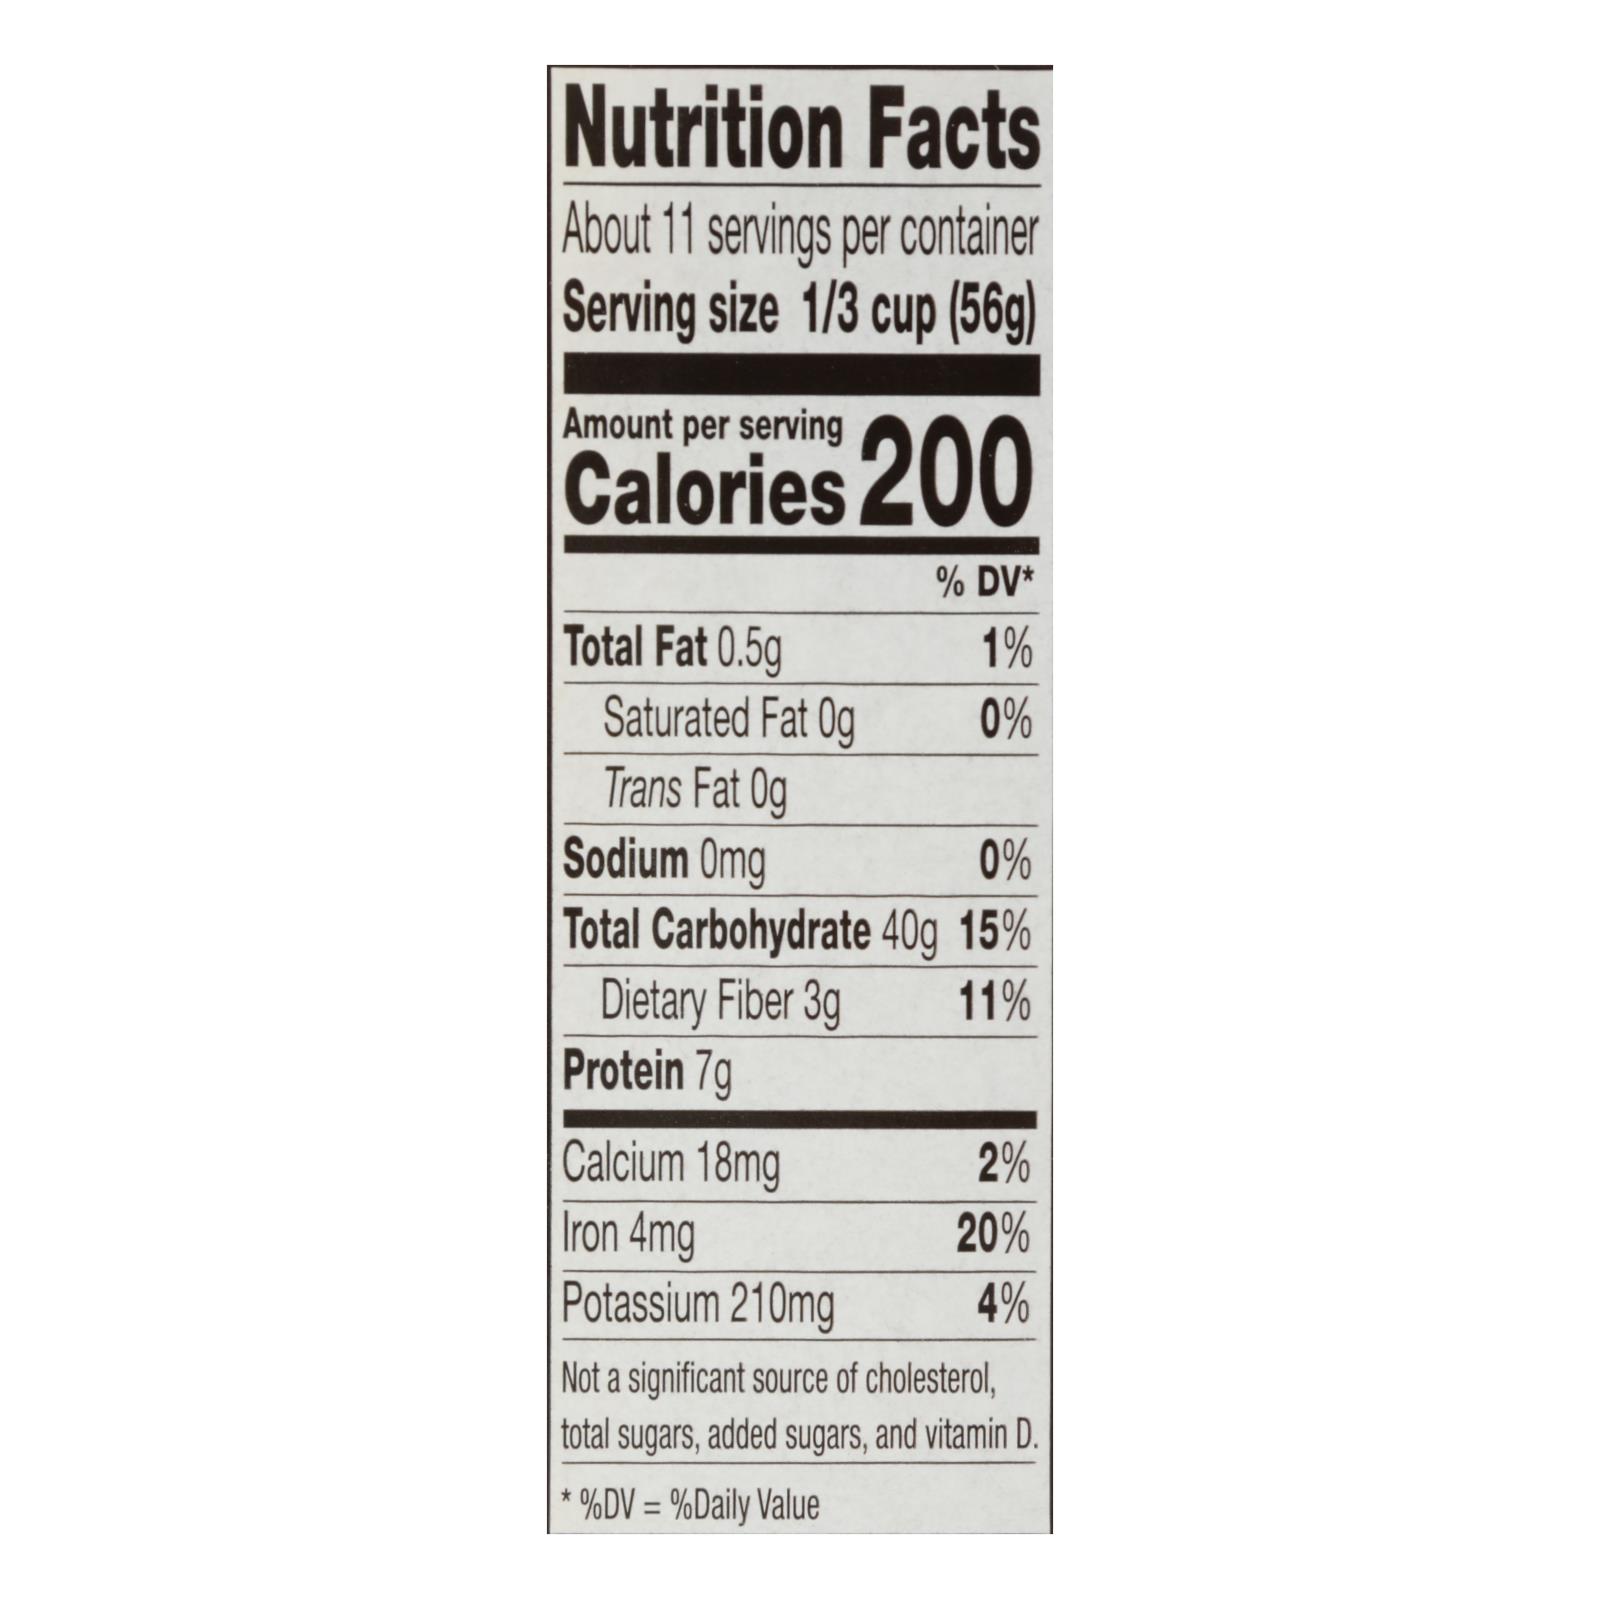 Nutrition Facts
About 11 servings per container
Serving size 1/3 cup (56g)
Amount per serving
Calories 200
% DV*
Total Fat 0.5g 1%
Saturated Fat 0g 0%
Trans Fat 0g
Sodium 0mg 0%
Total Carbohydrate 40g 15%
Dietary Fiber 3g 11%
Protein 7g
Calcium 18mg 2%
Iron 4mg 20%
Potassium 210mg 4%
Not a significant source of cholesterol,
total sugars, added sugars, and vitamin D.
* %DV = %Daily Value